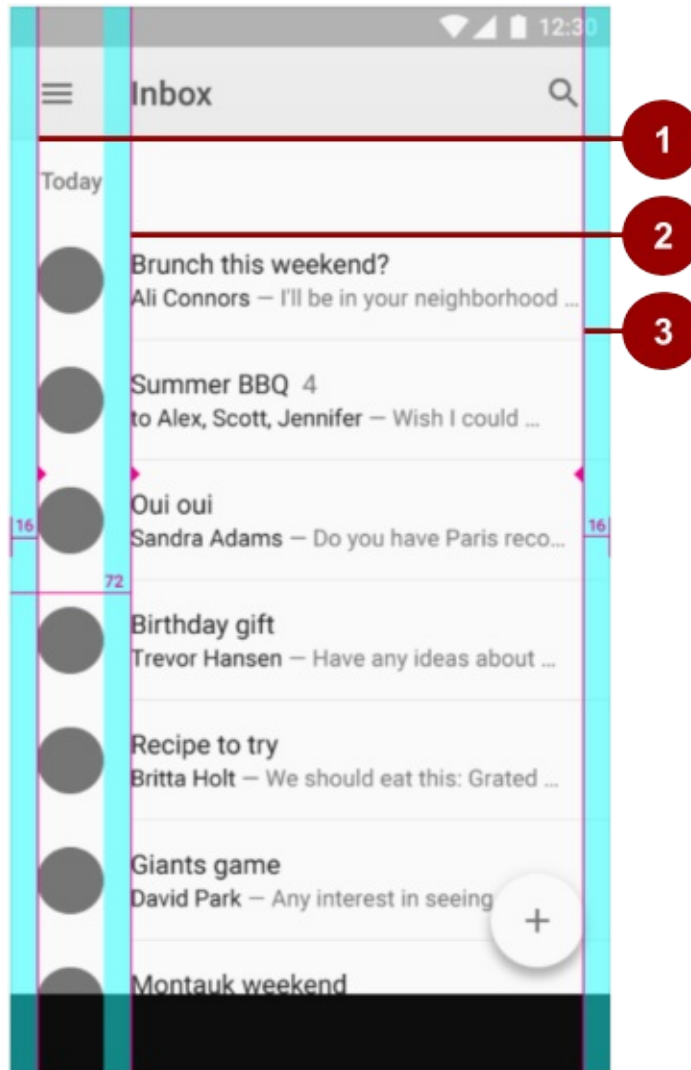 12:30
Inbox
1
Today
2
Brunch this weekend?
Ali Connors — I'll be in your neighborhood ...
3
Summer BBQ 4
to Alex, Scott, Jennifer — Wish I could ...
Oui oui
16
16
Sandra Adams — Do you have Paris reco...
72
Birthday gift
Trevor Hansen — Have any ideas about ...
Recipe to try
Britta Holt — We should eat this: Grated ...
Giants game
David Park — Any interest in seeing
+
Montauk weekend